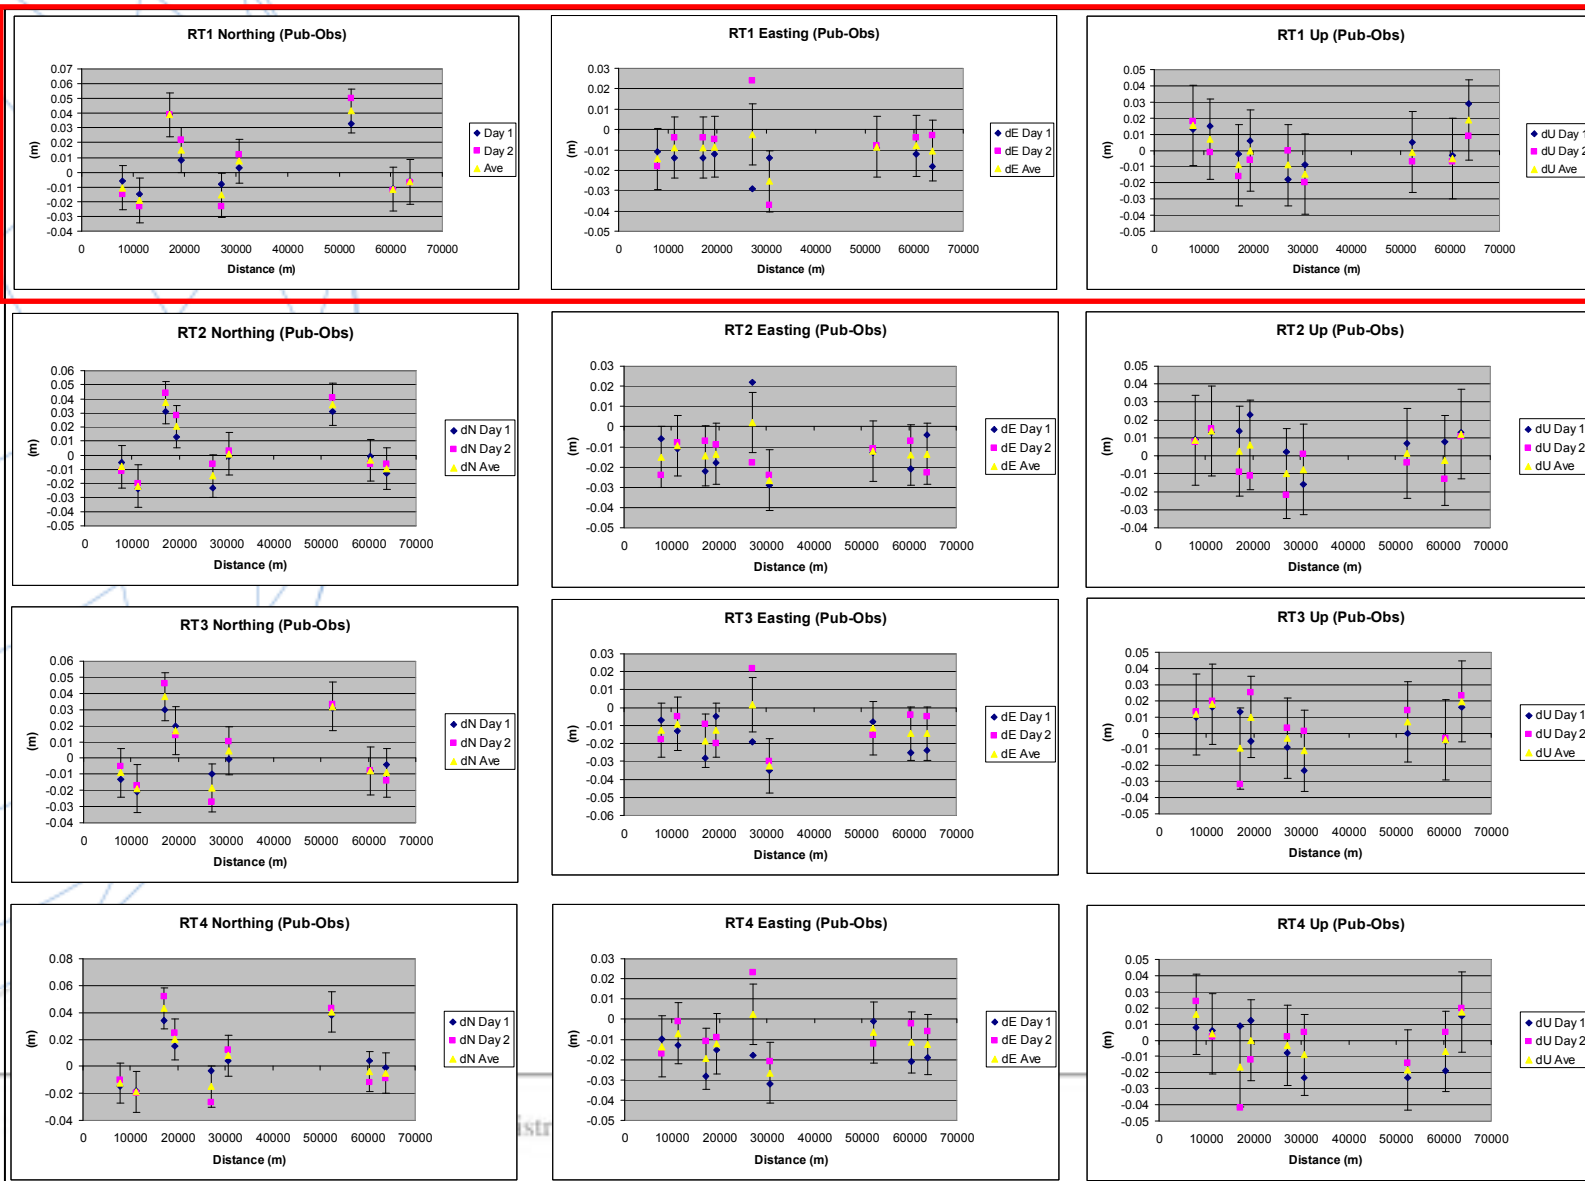 RT1 Northing (Pub-Obs)
0.07
0.06
0.05
0.04
0.03
0.02
0.01
0
-0.01
-0.02
-0.03
-0.04
(m)
0 10000 20000 30000 40000 50000 60000 70000
Distance (m)
Day 1
Day 2
Ave
RT1 Easting (Pub-Obs)
0.03
0.02
0.01
0
-0.01
-0.02
-0.03
-0.04
-0.05
(m)
0 10000 20000 30000 40000 50000 60000 70000
Distance (m)
dE Day 1
dE Day 2
dE Ave
RT1 Up (Pub-Obs)
0.05
0.04
0.03
0.02
0.01
0
-0.01
-0.02
-0.03
-0.04
-0.05
(m)
0 10000 20000 30000 40000 50000 60000 70000
Distance (m)
dU Day 1
dU Day 2
dU Ave
RT2 Northing (Pub-Obs)
0.06
0.05
0.04
0.03
0.02
0.01
0
-0.01
-0.02
-0.03
-0.04
-0.05
(m)
0 10000 20000 30000 40000 50000 60000 70000
Distance (m)
dN Day 1
dN Day 2
dN Ave
RT2 Easting (Pub-Obs)
0.03
0.02
0.01
0
-0.01
-0.02
-0.03
-0.04
-0.05
(m)
0 10000 20000 30000 40000 50000 60000 70000
Distance (m)
dE Day 1
dE Day 2
dE Ave
RT2 Up (Pub-Obs)
0.05
0.04
0.03
0.02
0.01
0
-0.01
-0.02
-0.03
-0.04
(m)
0 10000 20000 30000 40000 50000 60000 70000
Distance (m)
dU Day 1
dU Day 2
dU Ave
RT3 Northing (Pub-Obs)
0.06
0.05
0.04
0.03
0.02
0.01
0
-0.01
-0.02
-0.03
-0.04
(m)
0 10000 20000 30000 40000 50000 60000 70000
Distance (m)
dN Day 1
dN Day 2
dN Ave
RT3 Easting (Pub-Obs)
0.03
0.02
0.01
0
-0.01
-0.02
-0.03
-0.04
-0.05
-0.06
(m)
0 10000 20000 30000 40000 50000 60000 70000
Distance (m)
dE Day 1
dE Day 2
dE Ave
RT3 Up (Pub-Obs)
0.05
0.04
0.03
0.02
0.01
0
-0.01
-0.02
-0.03
-0.04
-0.05
(m)
0 10000 20000 30000 40000 50000 60000 70000
Distance (m)
dU Day 1
dU Day 2
dU Ave
RT4 Northing (Pub-Obs)
0.08
0.06
0.04
0.02
0
-0.02
-0.04
(m)
0 10000 20000 30000 40000 50000 60000 70000
Distance (m)
dN Day 1
dN Day 2
dN Ave
istr
RT4 Easting (Pub-Obs)
0.03
0.02
0.01
0
-0.01
-0.02
-0.03
-0.04
-0.05
(m)
0 10000 20000 30000 40000 50000 60000 70000
Distance (m)
dE Day 1
dE Day 2
dE Ave
RT4 Up (Pub-Obs)
0.05
0.04
0.03
0.02
0.01
0
-0.01
-0.02
-0.03
-0.04
-0.05
(m)
0 10000 20000 30000 40000 50000 60000 70000
Distance (m)
dU Day 1
dU Day 2
dU Ave